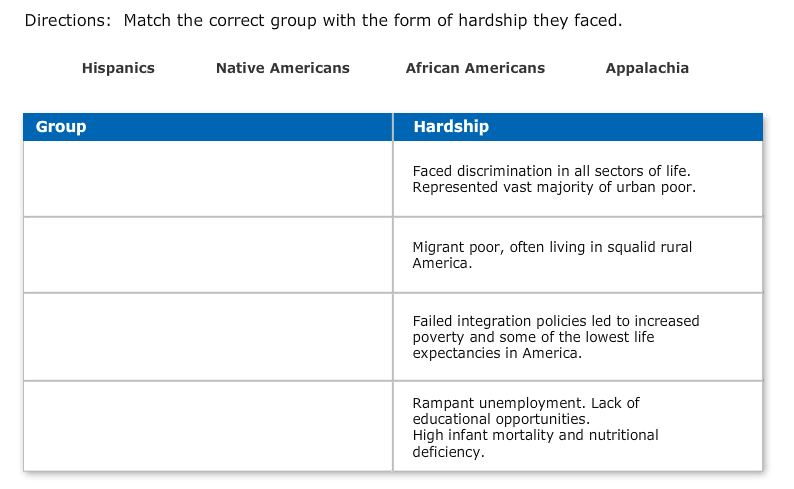 Directions:  Match the correct group with the form of hardship they faced.
Hispanics Native Americans African Americans Appalachia
Group Hardship
Faced discrimination in all sectors of life.
Represented vast majority of urban poor.
Migrant poor, often living in squalid rural
America.
Failed integration policies led to increased
poverty and some of the lowest life
expectancies in America.
Rampant unemployment. Lack of
educational opportunities.
High infant mortality and nutritional
deficiency.